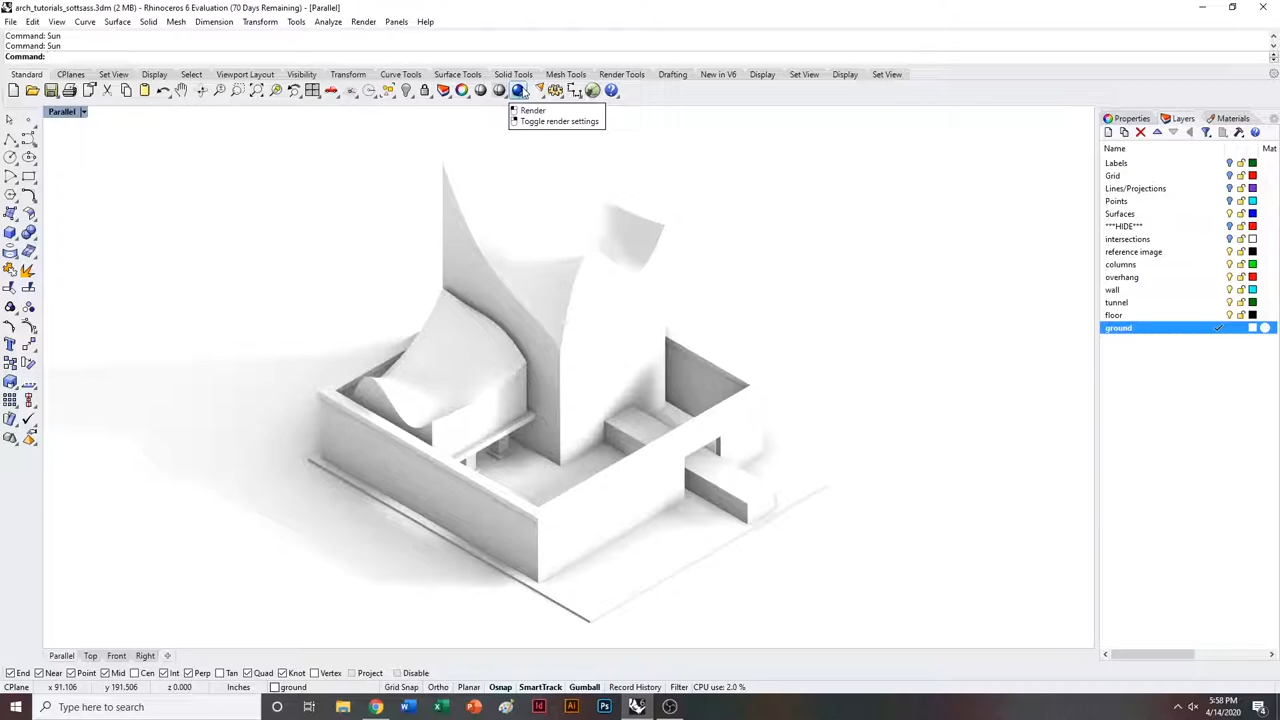 arch_tutorials_sottsass.3dm (2 MB) - Rhinoceros 6 Evaluation (70 Days Remaining) - [Parallel]
File Edit View Curve Surface Solid Mesh Dimension Transform Tools Analyze Render Panels Help
Command: Sun
Command: Sun
Command:
Standard CPlanes Set View Display Select Viewport Layout Visibility Transform Curve Tools Surface Tools Solid Tools Mesh Tools Render Tools Drafting New in V6 Display Set View Display Set View
Render
Toggle render settings
Parallel
Properties Layers Materials
Name Mat
Labels
Grid
Lines/Projections
Points
Surfaces
***HIDE***
intersections
reference image
columns
overhang
wall
tunnel
floor
ground
Parallel Top Front Right
End Near Point Mid Cen Int Perp Tan Quad Knot Vertex Project Disable
CPlane x 91.106 y 191.506 z 0.000 Inches ground Grid Snap Ortho Planar Osnap SmartTrack Gumball Record History Filter CPU use: 2.0 %
Type here to search
5:58 PM
4/14/2020